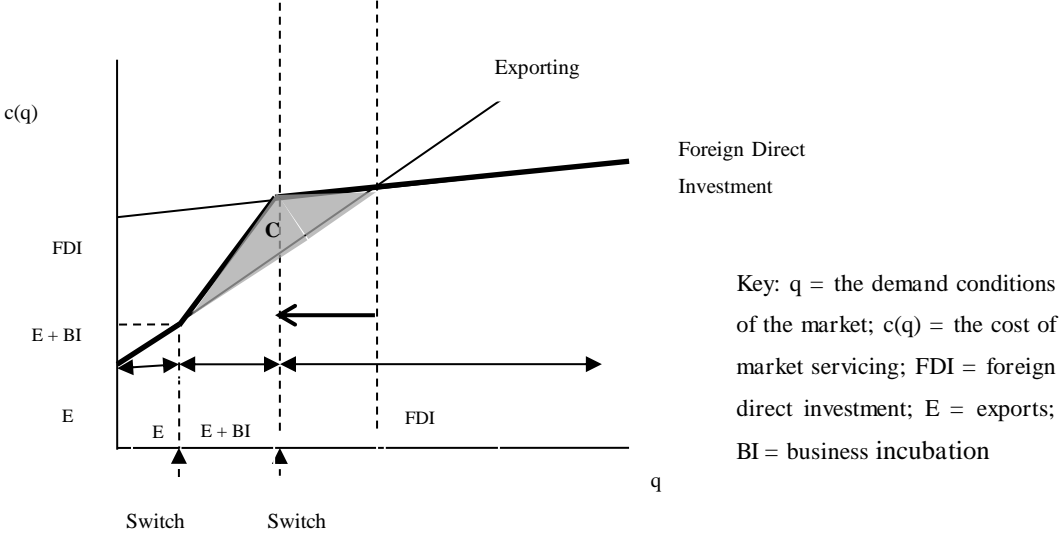 Exporting
c(q)
Foreign Direct
Investment
C
FDI
Key: q = the demand conditions
of the market; c(q) = the cost of
market servicing; FDI = foreign
direct investment; E = exports;
BI = business incubation
E + BI
E
E
E + BI
FDI
q
Switch
Switch